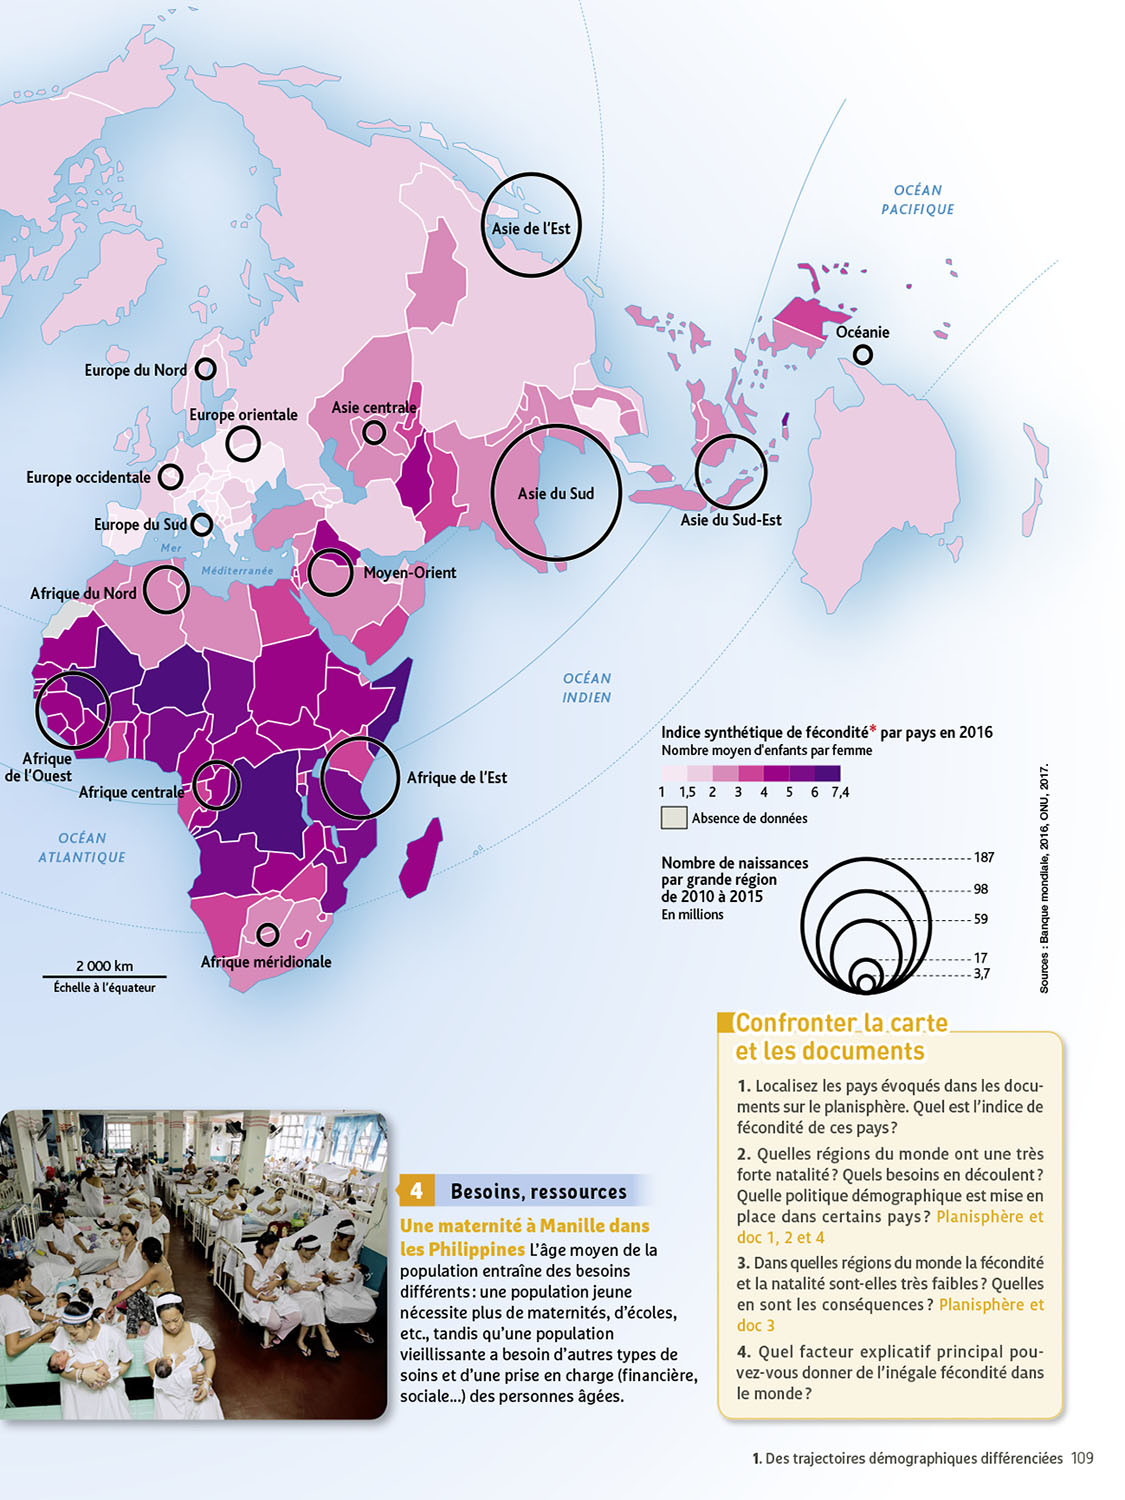 OCÉAN
PACIFIQUE
Asie de l'Est
Océanie
Europe du Nord
Europe orientale
Asie centrale
Europe occidentale
Asie du Sud
Asie du Sud-Est
Europe du Sud
Mer
Méditerranée
Moyen-Orient
Afrique du Nord
OCÉAN
INDIEN
Afrique
de l'Ouest
Afrique centrale
Afrique de l'Est
OCÉAN
ATLANTIQUE
Afrique méridionale
2 000 km
Échelle à l'équateur
Indice synthétique de fécondité* par pays en 2016
Nombre moyen d'enfants par femme
1 1,5 2 3 4 5 6 7,4
Absence de données
Nombre de naissances
par grande région
de 2010 à 2015
En millions
187
98
59
17
3,7
Sources : Banque mondiale, 2016, ONU, 2017.
4 Besoins, ressources
Une maternité à Manille dans
les Philippines L'âge moyen de la
population entraîne des besoins
différents : une population jeune
nécessite plus de maternités, d'écoles,
etc., tandis qu'une population
vieillissante a besoin d'autres types de
soins et d'une prise en charge (financière,
sociale...) des personnes âgées.
Confronter la carte
et les documents
1. Localisez les pays évoqués dans les docu-
ments sur le planisphère. Quel est l'indice de
fécondité de ces pays ?
2. Quelles régions du monde ont une très
forte natalité ? Quels besoins en découlent ?
Quelle politique démographique est mise en
place dans certains pays ? Planisphère et
doc 1, 2 et 4
3. Dans quelles régions du monde la fécondité
et la natalité sont-elles très faibles ? Quelles
en sont les conséquences ? Planisphère et
doc 3
4. Quel facteur explicatif principal pou-
vez-vous donner de l'inégale fécondité dans
le monde ?
1. Des trajectoires démographiques différenciées 109